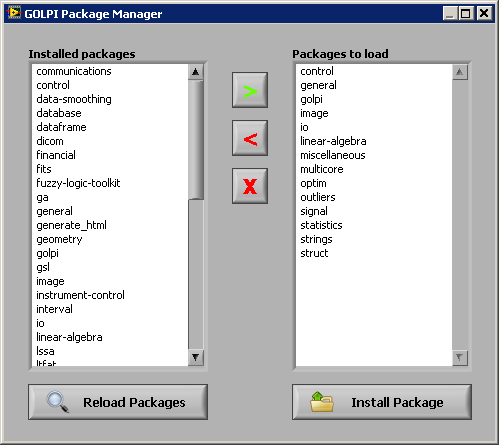 GOLPI Package Manager
Installed packages
communications
control
data-smoothing
database
dataframe
dicom
financial
fits
fuzzy-logic-toolkit
ga
general
generate_html
geometry
golpi
gsl
image
instrument-control
interval
io
linear-algebra
lssa
ltfat
>
<
X
Packages to load
control
general
golpi
image
io
linear-algebra
miscellaneous
multicore
optim
outliers
signal
statistics
strings
struct
Reload Packages
Install Package